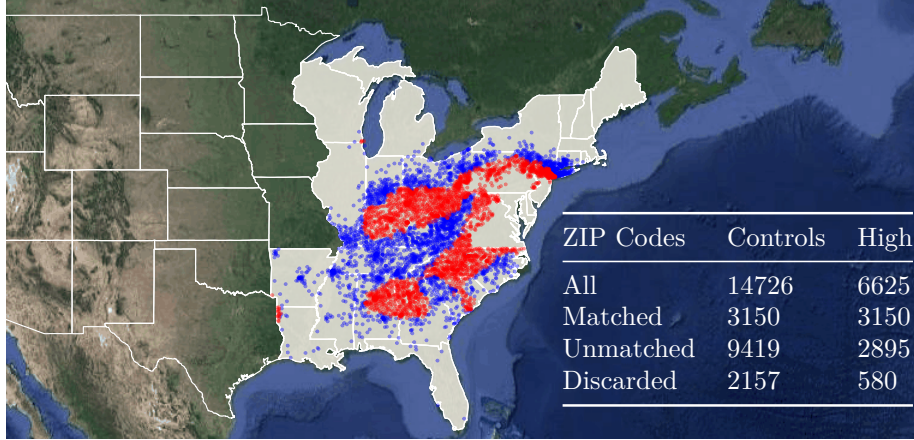 ZIP Codes Controls High
All 14726 6625
Matched 3150 3150
Unmatched 9419 2895
Discarded 2157 580